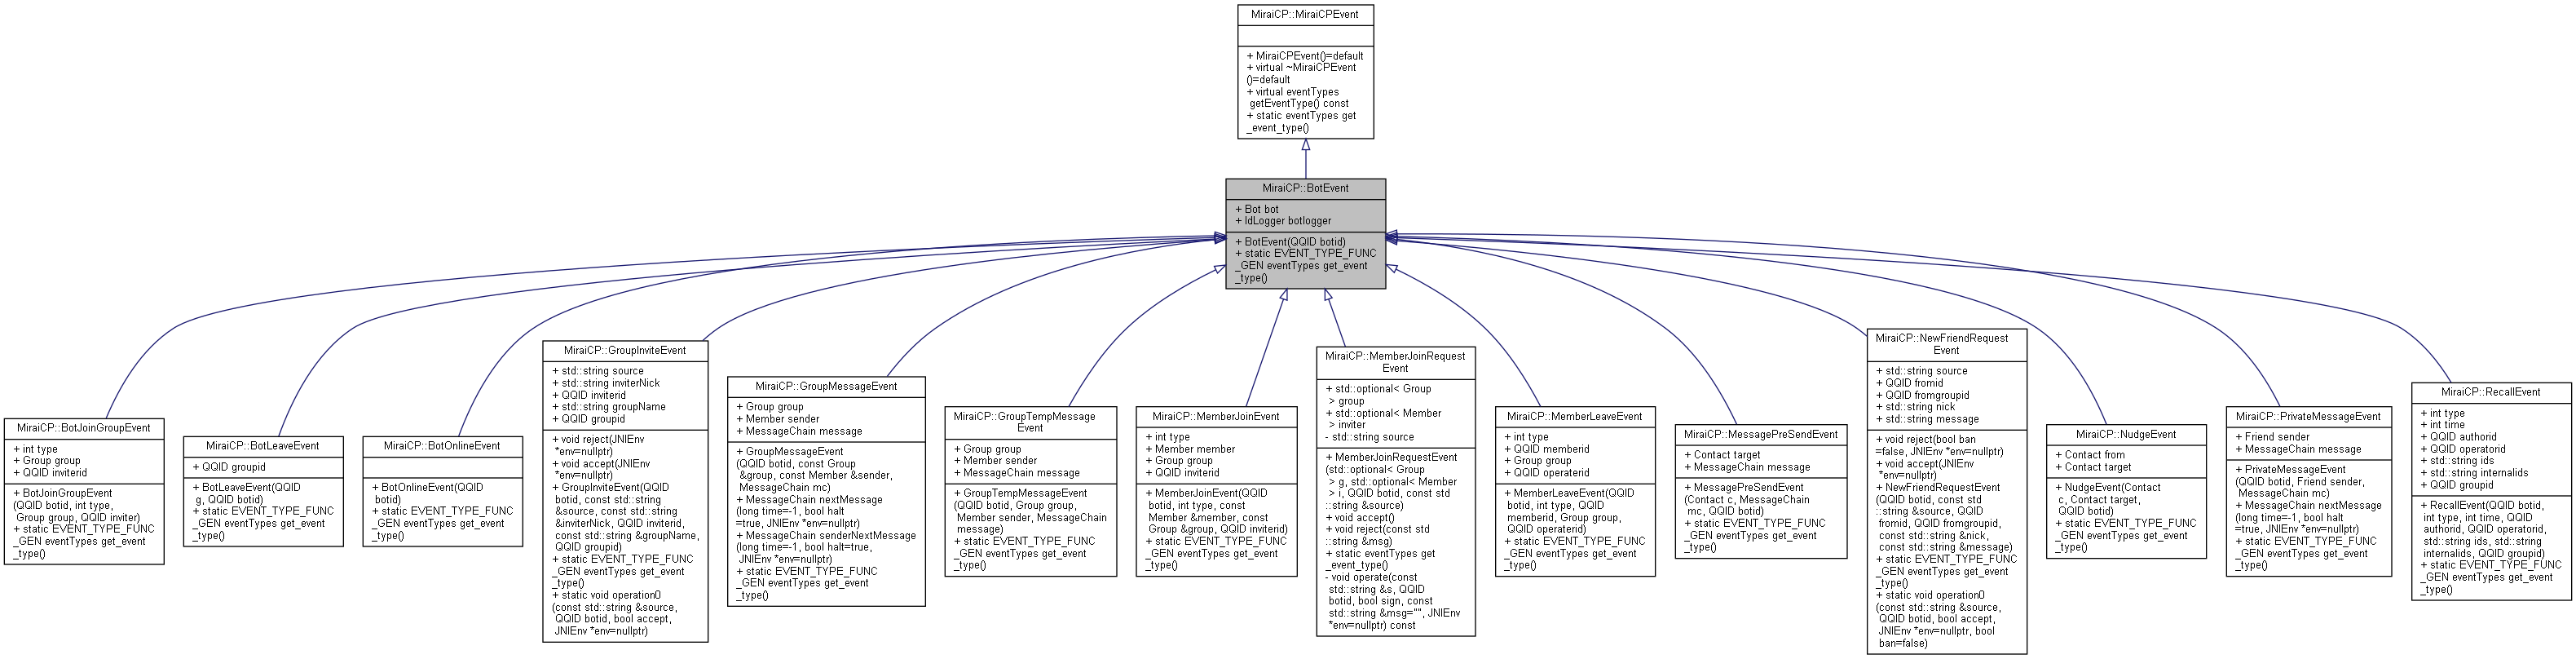 MiraiCP::MiraiCPEvent
+ MiraiCPEvent()=default
+ virtual ~MiraiCPEvent
()=default
+ virtual eventTypes
getEventType() const
+ static eventTypes get
_event_type()
MiraiCP::BotEvent
+ Bot bot
+ IdLogger botlogger
+ BotEvent(QQID botid)
+ static EVENT_TYPE_FUNC
_GEN eventTypes get_event
_type()
MiraiCP::BotJoinGroupEvent
+ int type
+ Group group
+ QQID inviterid
+ BotJoinGroupEvent
(QQID botid, int type,
Group group, QQID inviter)
+ static EVENT_TYPE_FUNC
_GEN eventTypes get_event
_type()
MiraiCP::BotLeaveEvent
+ QQID groupid
+ BotLeaveEvent(QQID
g, QQID botid)
+ static EVENT_TYPE_FUNC
_GEN eventTypes get_event
_type()
MiraiCP::BotOnlineEvent
+ BotOnlineEvent(QQID
botid)
+ static EVENT_TYPE_FUNC
_GEN eventTypes get_event
_type()
MiraiCP::GroupInviteEvent
+ std::string source
+ std::string inviterNick
+ QQID inviterid
+ std::string groupName
+ QQID groupid
+ void reject(JNIEnv
*env=nullptr)
+ void accept(JNIEnv
*env=nullptr)
+ GroupInviteEvent(QQID
botid, const std::string
&source, const std::string
&inviterNick, QQID inviterid,
const std::string &groupName,
QQID groupid)
+ static EVENT_TYPE_FUNC
_GEN eventTypes get_event
_type()
+ static void operation0
(const std::string &source,
QQID botid, bool accept,
JNIEnv *env=nullptr)
MiraiCP::GroupMessageEvent
+ Group group
+ Member sender
+ MessageChain message
+ GroupMessageEvent
(QQID botid, const Group
&group, const Member &sender,
MessageChain mc)
+ MessageChain nextMessage
(long time=-1, bool halt
=true, JNIEnv *env=nullptr)
+ MessageChain senderNextMessage
(long time=-1, bool halt=true,
JNIEnv *env=nullptr)
+ static EVENT_TYPE_FUNC
_GEN eventTypes get_event
_type()
MiraiCP::GroupTempMessage
Event
+ Group group
+ Member sender
+ MessageChain message
+ GroupTempMessageEvent
(QQID botid, Group group,
Member sender, MessageChain
message)
+ static EVENT_TYPE_FUNC
_GEN eventTypes get_event
_type()
MiraiCP::MemberJoinEvent
+ int type
+ Member member
+ Group group
+ QQID inviterid
+ MemberJoinEvent(QQID
botid, int type, const
Member &member, const
Group &group, QQID inviterid)
+ static EVENT_TYPE_FUNC
_GEN eventTypes get_event
_type()
MiraiCP::MemberJoinRequest
Event
+ std::optional< Group
> group
+ std::optional< Member
> inviter
- std::string source
+ MemberJoinRequestEvent
(std::optional< Group
> g, std::optional< Member
> i, QQID botid, const std
::string &source)
+ void accept()
+ void reject(const std
::string &msg)
+ static eventTypes get
_event_type()
- void operate(const
std::string &s, QQID
botid, bool sign, const
std::string &msg="", JNIEnv
*env=nullptr) const
MiraiCP::MemberLeaveEvent
+ int type
+ QQID memberid
+ Group group
+ QQID operaterid
+ MemberLeaveEvent(QQID
botid, int type, QQID
memberid, Group group,
QQID operaterid)
+ static EVENT_TYPE_FUNC
_GEN eventTypes get_event
_type()
MiraiCP::MessagePreSendEvent
+ Contact target
+ MessageChain message
+ MessagePreSendEvent
(Contact c, MessageChain
mc, QQID botid)
+ static EVENT_TYPE_FUNC
_GEN eventTypes get_event
_type()
MiraiCP::NewFriendRequest
Event
+ std::string source
+ QQID fromid
+ QQID fromgroupid
+ std::string nick
+ std::string message
+ void reject(bool ban
=false, JNIEnv *env=nullptr)
+ void accept(JNIEnv
*env=nullptr)
+ NewFriendRequestEvent
(QQID botid, const std
::string &source, QQID
fromid, QQID fromgroupid,
const std::string &nick,
const std::string &message)
+ static EVENT_TYPE_FUNC
_GEN eventTypes get_event
_type()
+ static void operation0
(const std::string &source,
QQID botid, bool accept,
JNIEnv *env=nullptr, bool
ban=false)
MiraiCP::NudgeEvent
+ Contact from
+ Contact target
+ NudgeEvent(Contact
c, Contact target,
QQID botid)
+ static EVENT_TYPE_FUNC
_GEN eventTypes get_event
_type()
MiraiCP::PrivateMessageEvent
+ Friend sender
+ MessageChain message
+ PrivateMessageEvent
(QQID botid, Friend sender,
MessageChain mc)
+ MessageChain nextMessage
(long time=-1, bool halt
=true, JNIEnv *env=nullptr)
+ static EVENT_TYPE_FUNC
_GEN eventTypes get_event
_type()
MiraiCP::RecallEvent
+ int type
+ int time
+ QQID authorid
+ QQID operatorid
+ std::string ids
+ std::string internalids
+ QQID groupid
+ RecallEvent(QQID botid,
int type, int time, QQID
authorid, QQID operatorid,
std::string ids, std::string
internalids, QQID groupid)
+ static EVENT_TYPE_FUNC
_GEN eventTypes get_event
_type()